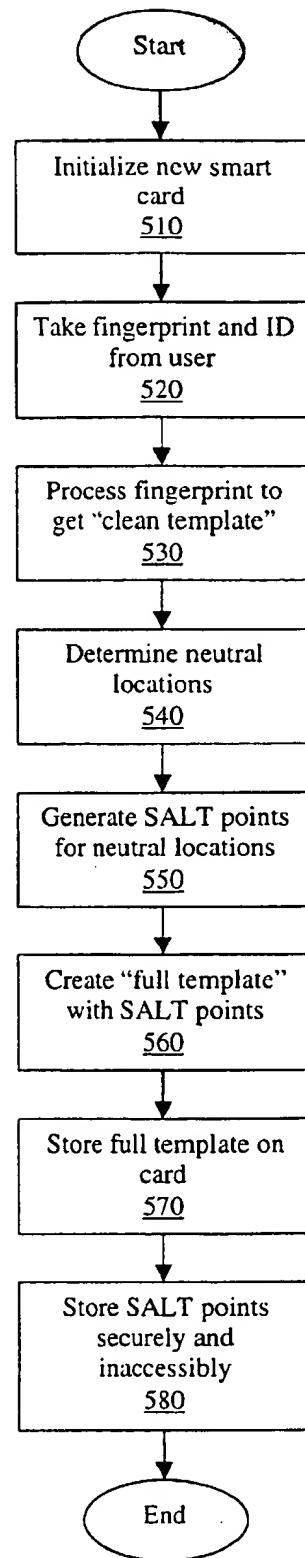 Start
Initialize new smart
card
510
Take fingerprint and ID
from user
520
Process fingerprint to
get “clean template”
530
Determine neutral
locations
540
Generate SALT points
for neutral locations
550
Create “full template”
with SALT points
560
Store full template on
card
570
Store SALT points
securely and
inaccessibly
580
End